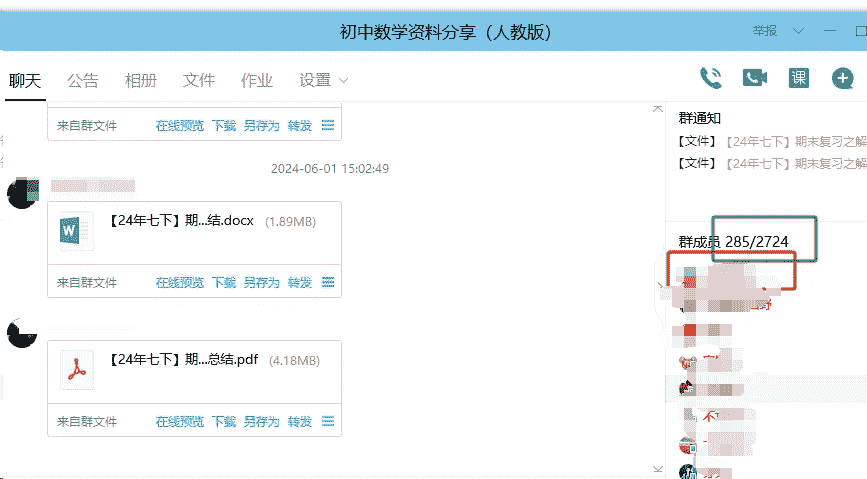 初中数学资料分享（人教版）
举报
聊天 公告 相册 文件 作业 设置
课
来自群文件 在线预览 下载 另存为 转发
2024-06-01 15:02:49
【24年七下】期...结.docx (1.89MB)
来自群文件 在线预览 下载 另存为 转发
【24年七下】期...总结.pdf (4.18MB)
来自群文件 在线预览 下载 另存为 转发
群通知
【文件】【24年七下】期末复习之解
【文件】【24年七下】期末复习之解
群成员 285/2724